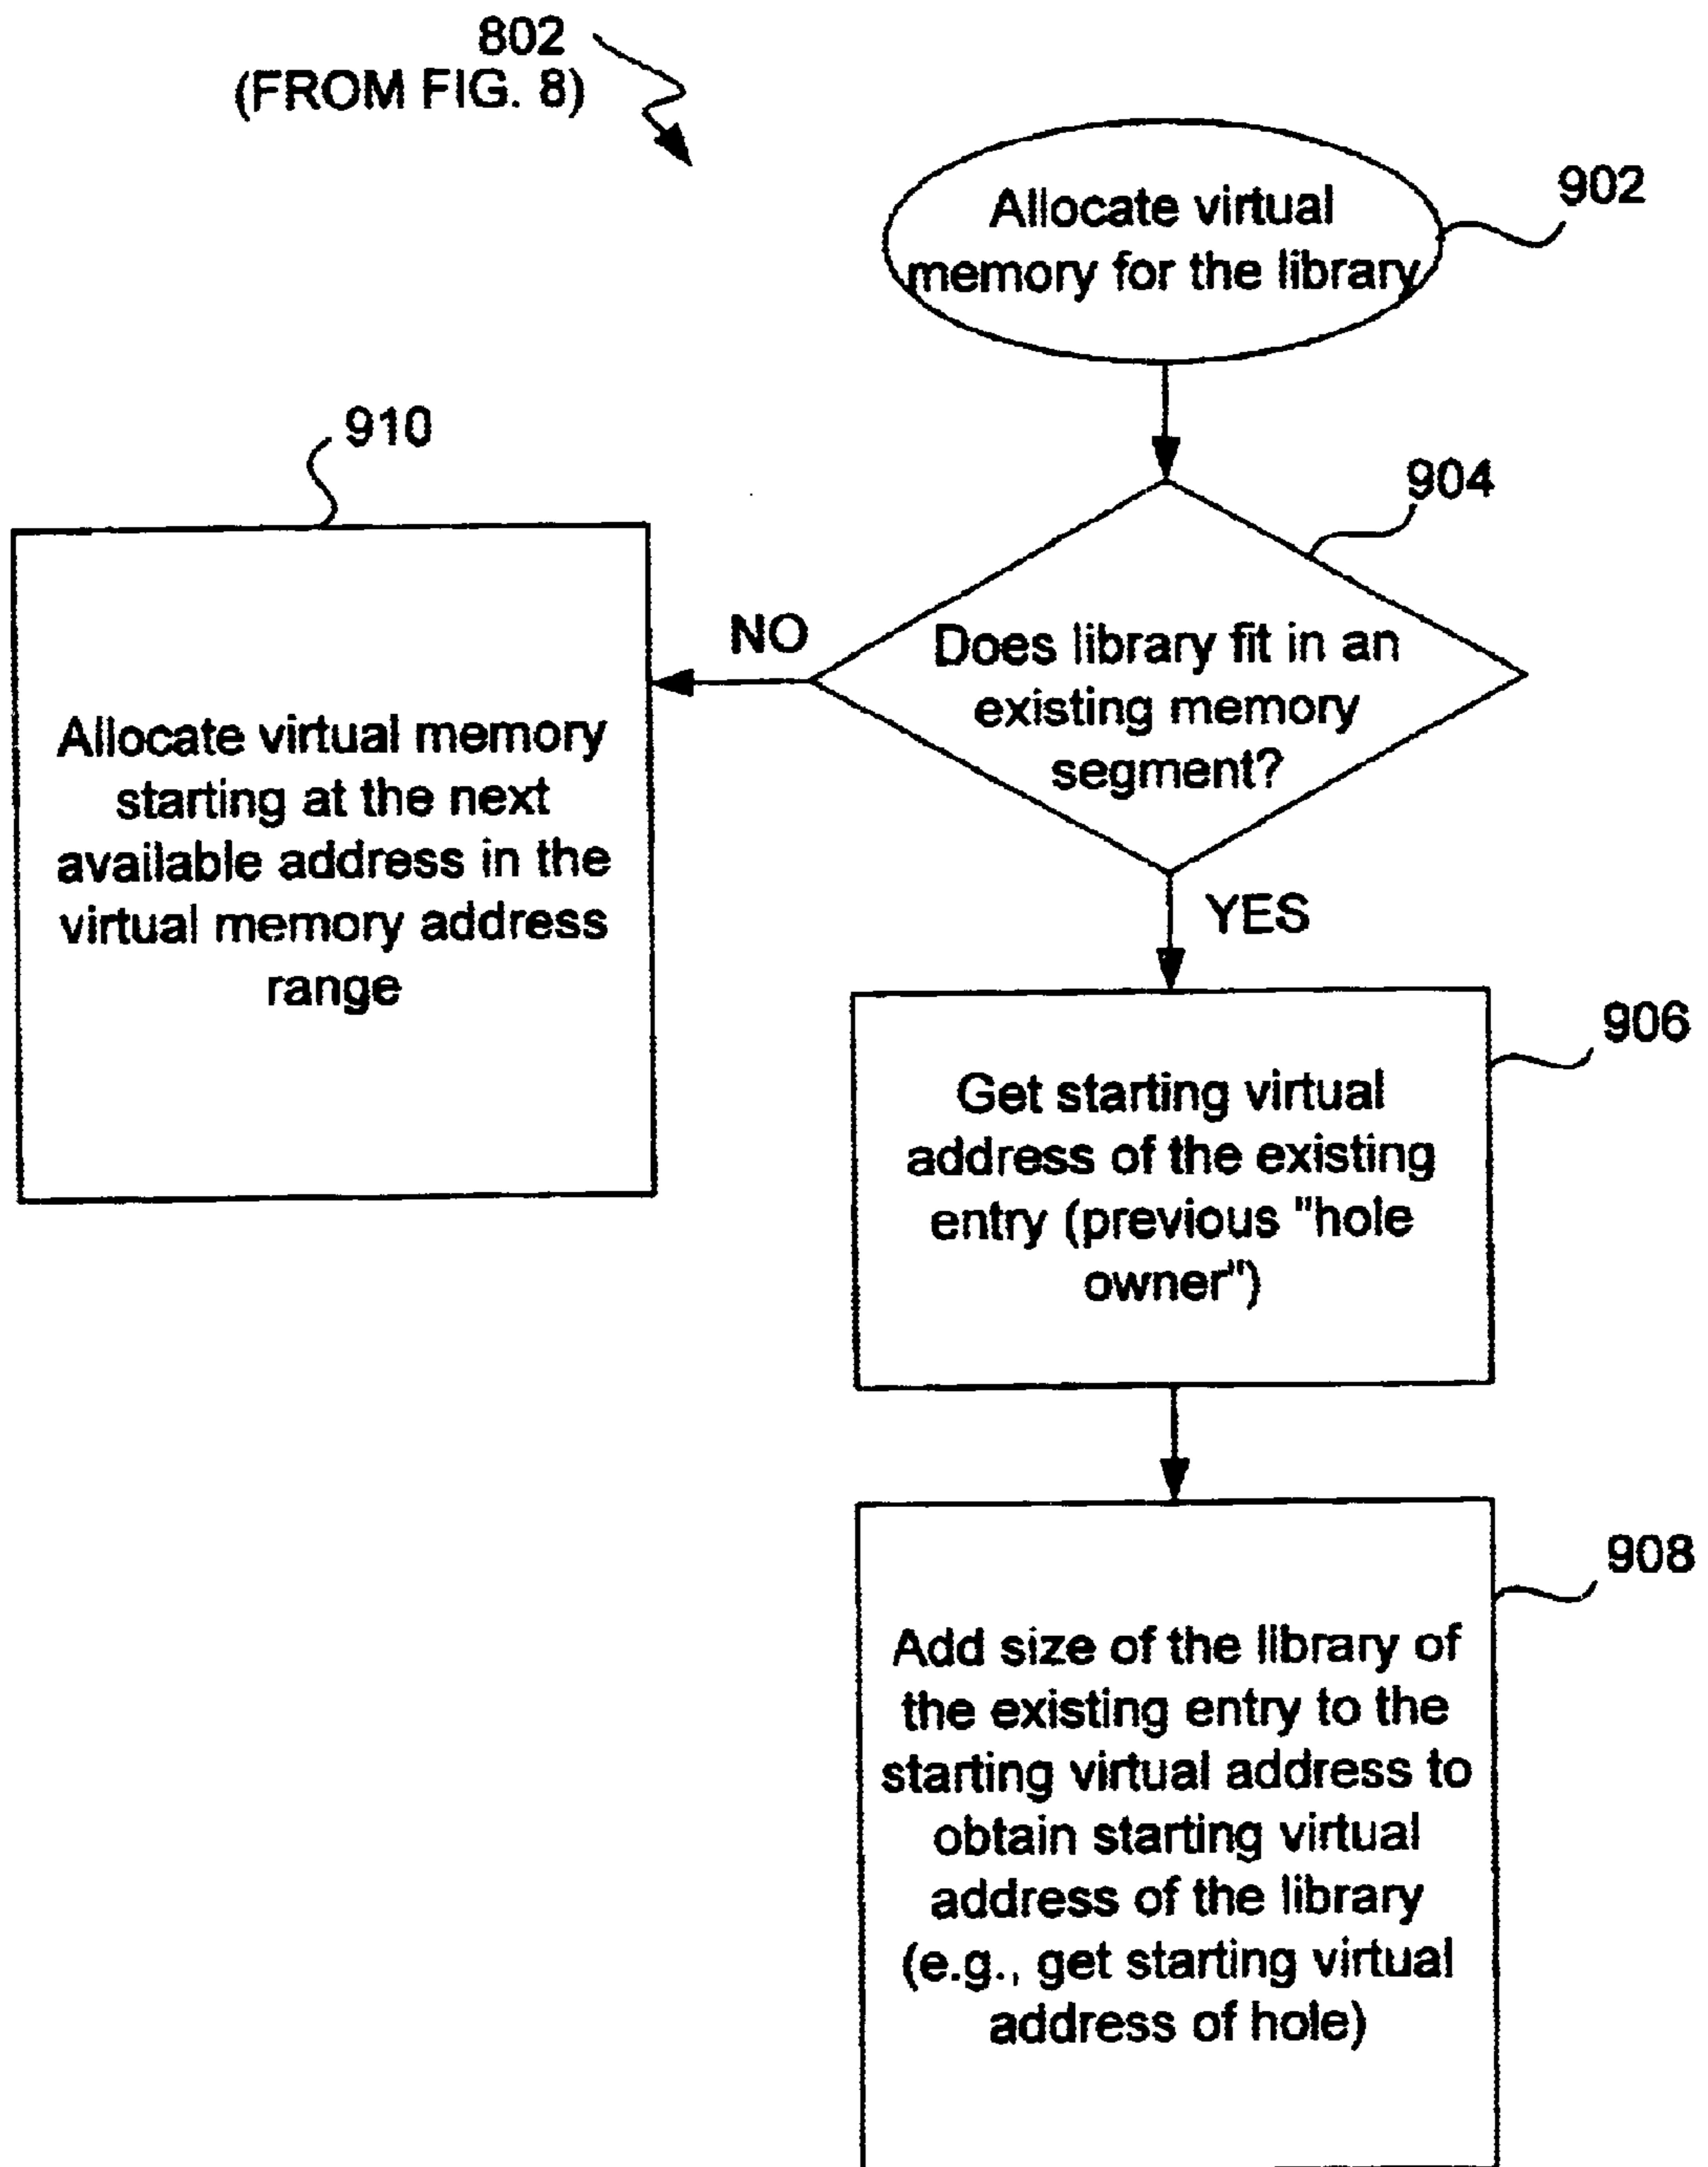 802
(FROM FIG. 8)
Allocate virtual
memory for the library
902
904
Does library fit in an
existing memory
segment?
NO
910
Allocate virtual memory
starting at the next
available address in the
virtual memory address
range
YES
906
Get starting virtual
address of the existing
entry (previous "hole
owner")
908
Add size of the library of
the existing entry to the
starting virtual address to
obtain starting virtual
address of the library
(e.g., get starting virtual
address of hole)